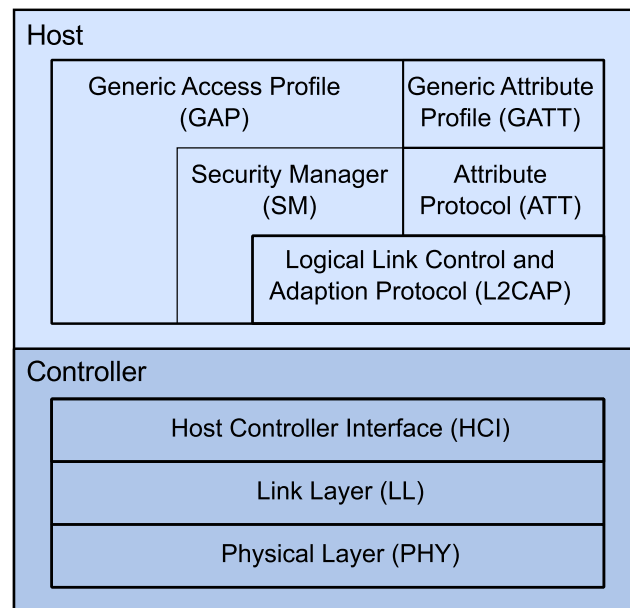 Host
Generic Access Profile
(GAP)
Generic Attribute
Profile (GATT)
Security Manager
(SM)
Attribute
Protocol (ATT)
Logical Link Control and
Adaption Protocol (L2CAP)
Controller
Host Controller Interface (HCI)
Link Layer (LL)
Physical Layer (PHY)